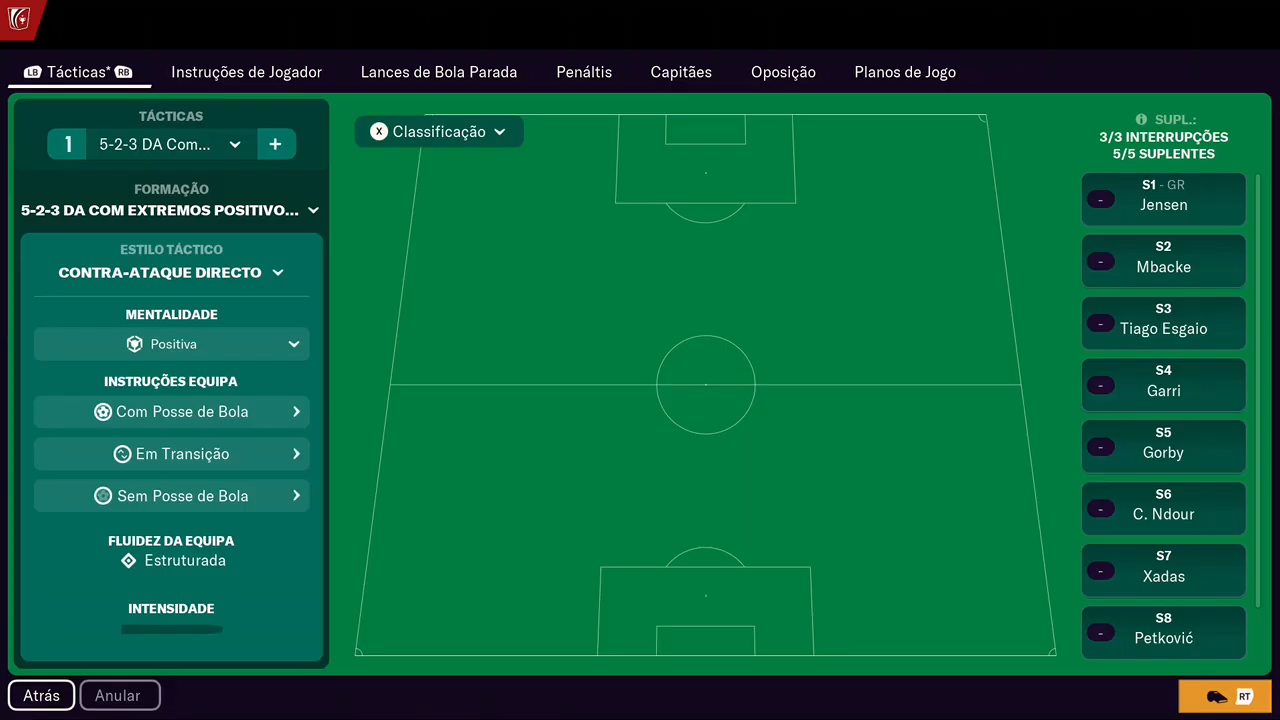 LB Tácticas* RB Instruções de Jogador Lances de Bola Parada Penáltis Capitães Oposição Planos de Jogo
TÁCTICAS
1 5-2-3 DA Com... +
FORMAÇÃO
5-2-3 DA COM EXTREMOS POSITIVO...
ESTILO TÁCTICO
CONTRA-ATAQUE DIRECTO
MENTALIDADE
Positiva
INSTRUÇÕES EQUIPA
Com Posse de Bola
Em Transição
Sem Posse de Bola
FLUIDEZ DA EQUIPA
Estruturada
INTENSIDADE
X Classificação
SUPL.:
3/3 INTERRUPÇÕES
5/5 SUPLENTES
S1 - GR
- Jensen
S2
- Mbacke
S3
- Tiago Esgaio
S4
- Garri
S5
- Gorby
S6
- C. Ndour
S7
- Xadas
S8
- Petković
Atrás Anular
RT